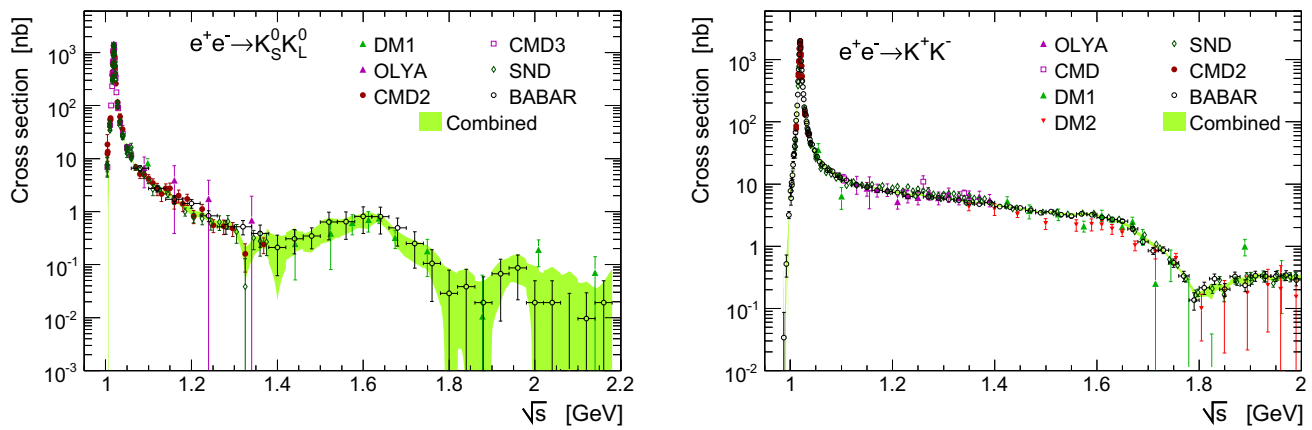 Cross section [nb]
10³
10²
10
1
10⁻¹
10⁻²
10⁻³
e⁺e⁻→K⁰_S K⁰_L
DM1
OLYA
CMD2
CMD3
SND
BABAR
Combined
1 1.2 1.4 1.6 1.8 2 2.2
√s [GeV]
Cross section [nb]
10³
10²
10
1
10⁻¹
10⁻²
e⁺e⁻→K⁺K⁻
OLYA
CMD
DM1
DM2
SND
CMD2
BABAR
Combined
1 1.2 1.4 1.6 1.8 2
√s [GeV]